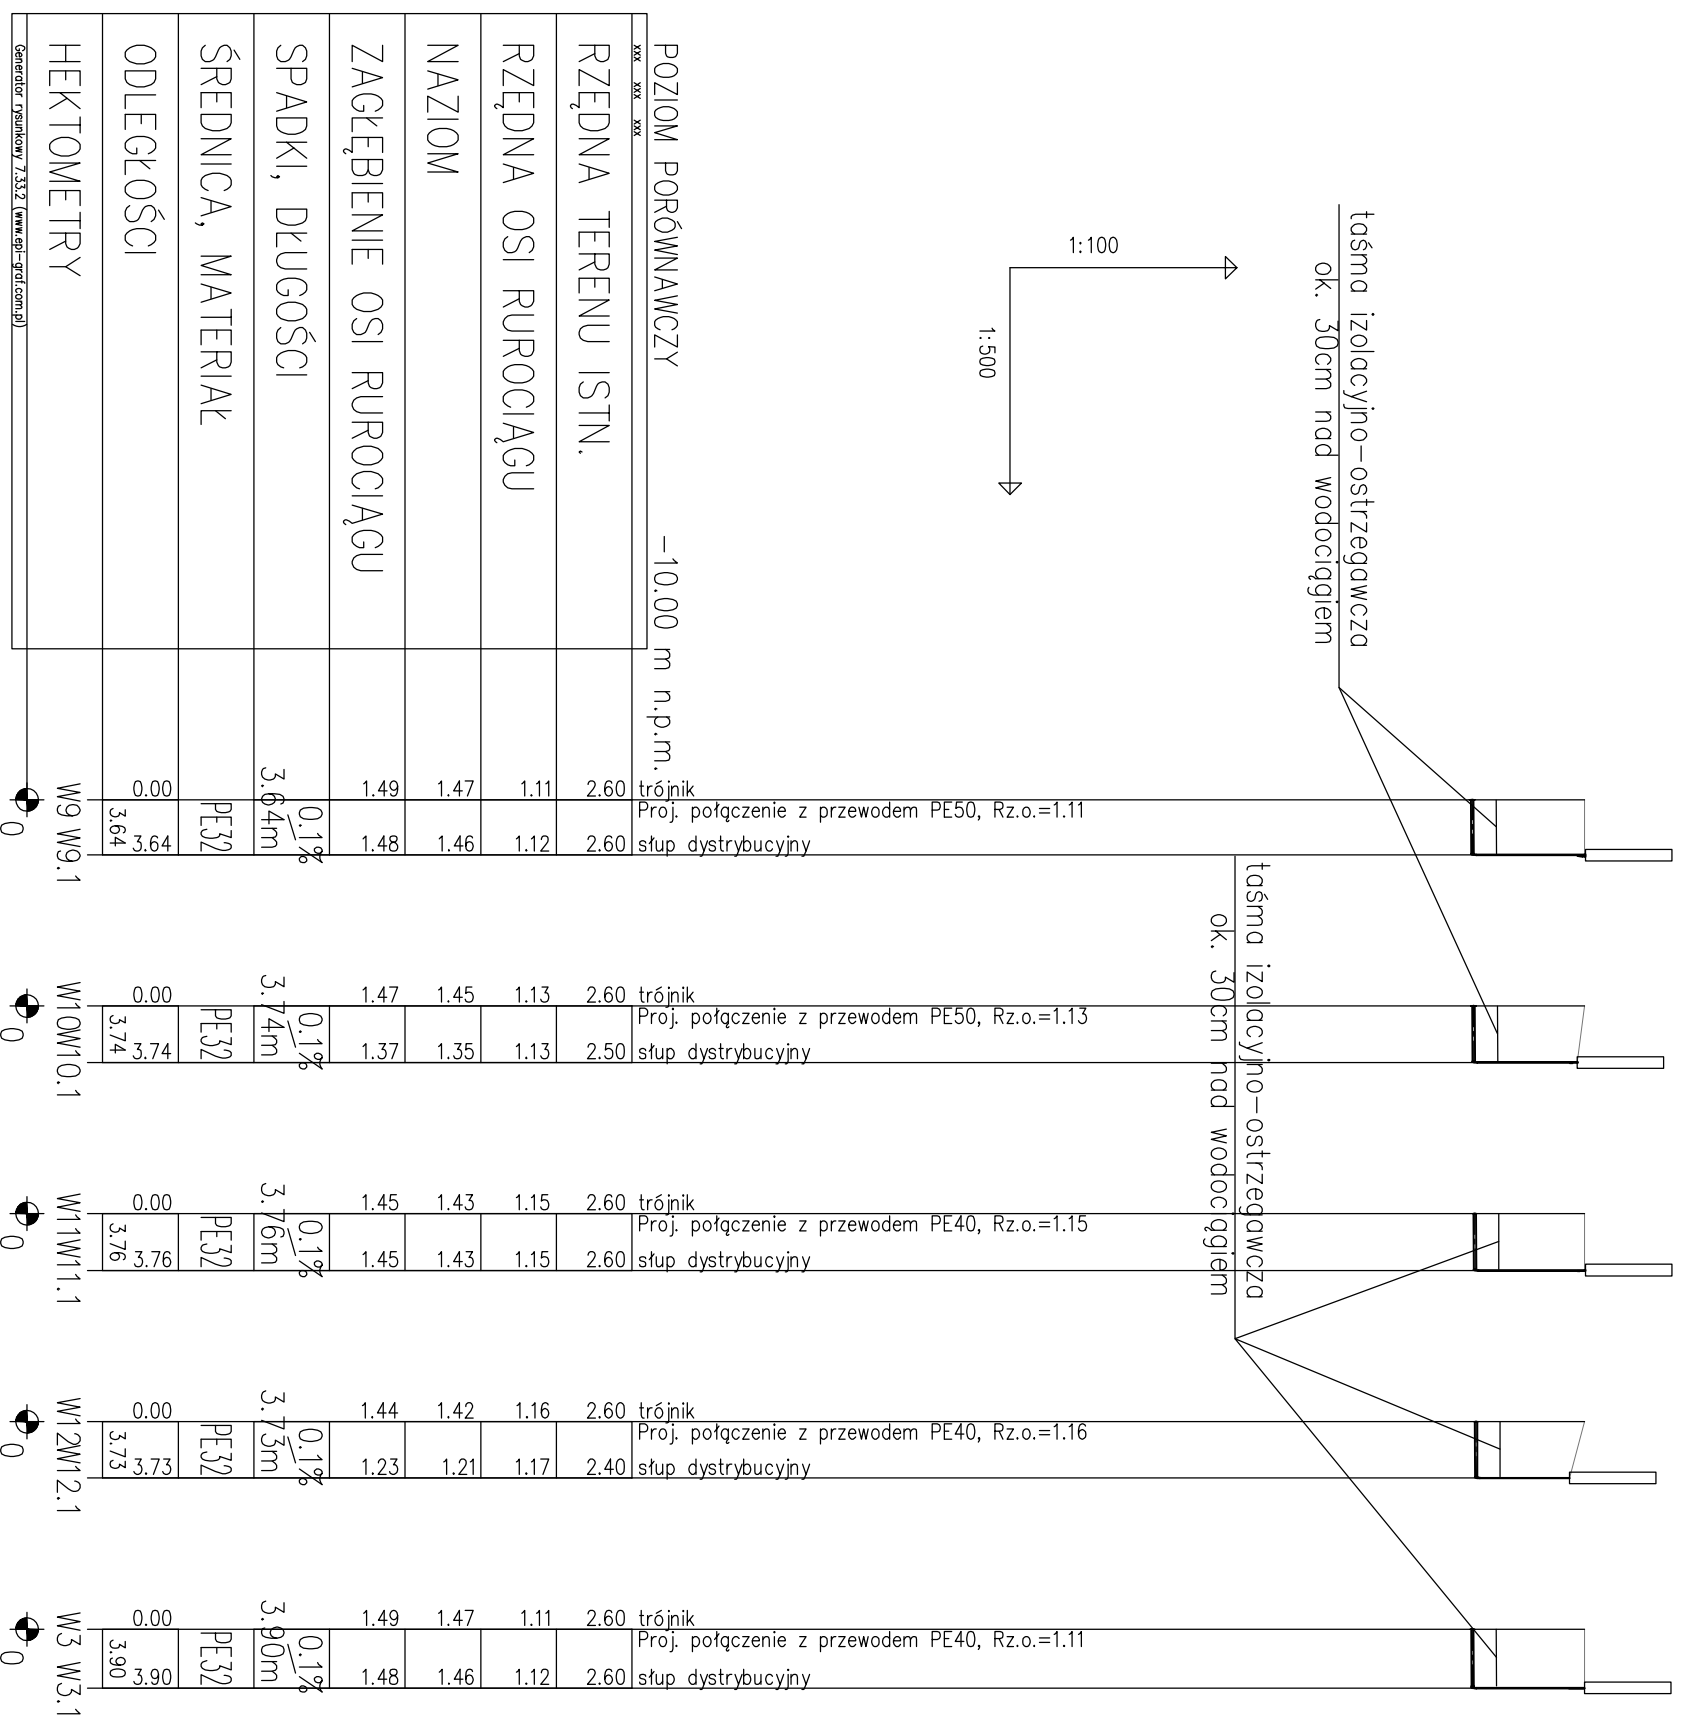 taśma izolacyjno-ostrzegawcza
ok. 30cm nad wodociągiem
1:100
1:500
taśma izolacyjno-ostrzegawcza
ok. 30cm nad wodociągiem
POZIOM PORÓWNAWCZY -10.00 m n.p.m.
xxx xxx xxx
RZĘDNA TERENU ISTN.
RZĘDNA OSI RUROCIĄGU
NAZIOM
ZAGŁĘBIENIE OSI RUROCIĄGU
SPADKI, DŁUGOŚCI
ŚREDNICA, MATERIAŁ
ODLEGŁOŚCI
HEKTOMETRY
Generator rysunkowy 7.33.2 (www.epi-graf.com.pl)
0.00 1.49 1.47 1.11 2.60 trójnik
Proj. połączenie z przewodem PE50, Rz.o.=1.11
3.64 1.48 1.46 1.12 2.60 słup dystrybucyjny
0.1%
3.64m
PE32
3.64
W9 W9.1
0
0.00 1.47 1.45 1.13 2.60 trójnik
Proj. połączenie z przewodem PE50, Rz.o.=1.13
3.74 1.37 1.35 1.13 2.50 słup dystrybucyjny
0.1%
3.74m
PE32
3.74
W10W10.1
0
0.00 1.45 1.43 1.15 2.60 trójnik
Proj. połączenie z przewodem PE40, Rz.o.=1.15
3.76 1.45 1.43 1.15 2.60 słup dystrybucyjny
0.1%
3.76m
PE32
3.76
W11W11.1
0
0.00 1.44 1.42 1.16 2.60 trójnik
Proj. połączenie z przewodem PE40, Rz.o.=1.16
3.73 1.23 1.21 1.17 2.40 słup dystrybucyjny
0.1%
3.73m
PE32
3.73
W12W12.1
0
0.00 1.49 1.47 1.11 2.60 trójnik
Proj. połączenie z przewodem PE40, Rz.o.=1.11
3.90 1.48 1.46 1.12 2.60 słup dystrybucyjny
0.1%
3.90m
PE32
3.90
W3 W3.1
0